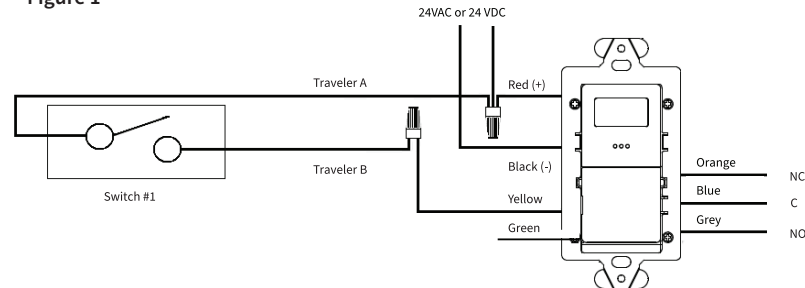 Figure 1
24VAC or 24 VDC
Traveler A
Red (+)
Traveler B
Black (-)
Switch #1
Yellow
Green
Orange
NC
Blue
C
Grey
NO